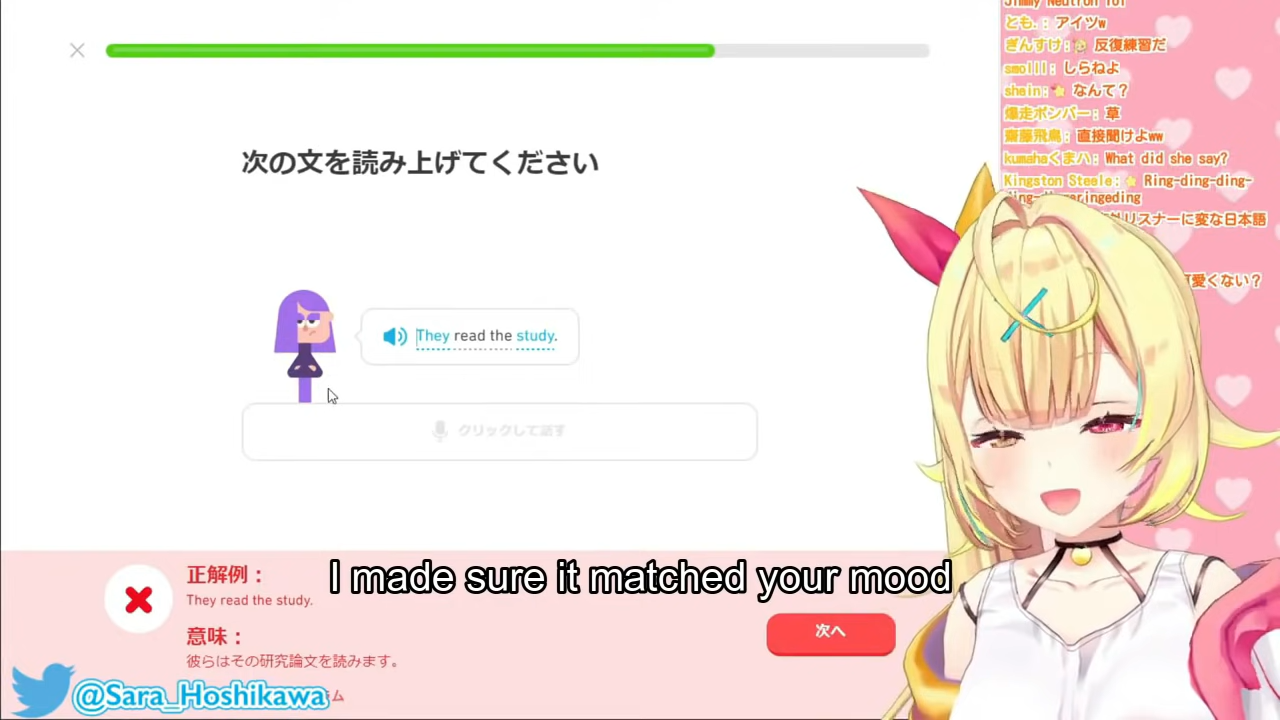 次の文を読み上げてください
They read the study.
クリックして話す
正解例：
They read the study.
意味：
彼らはその研究論文を読みます。
次へ
I made sure it matched your mood
@Sara_Hoshikawa
Jimmy Neutron Yo!
とも.： アイツw
ぎんすけ： 反復練習だ
smolll： しらねよ
shein： なんて？
爆走ボンバー： 草
齋藤飛鳥： 直接聞けよww
kumahaくまハ： What did she say?
Kingston Steele： Ring-ding-ding-
リスナーに変な日本語
愛くない？